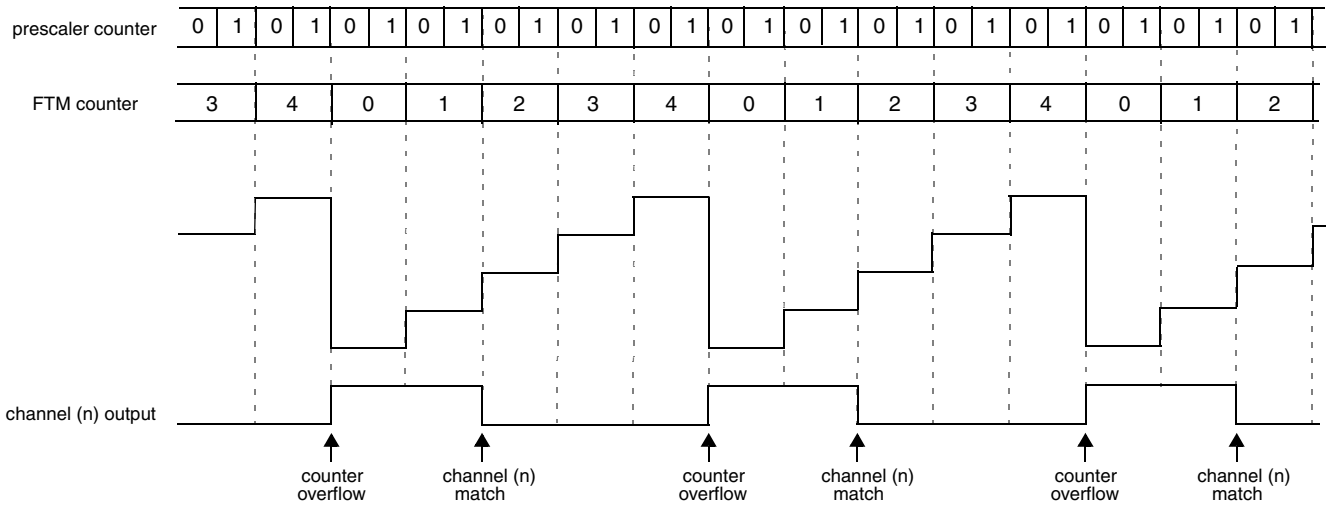 prescaler counter 0 1 0 1 0 1 0 1 0 1 0 1 0 1 0 1 0 1 0 1 0 1 0 1 0 1 0 1 0 1
FTM counter 3 4 0 1 2 3 4 0 1 2 3 4 0 1 2
channel (n) output
counter overflow
channel (n) match
counter overflow
channel (n) match
counter overflow
channel (n) match